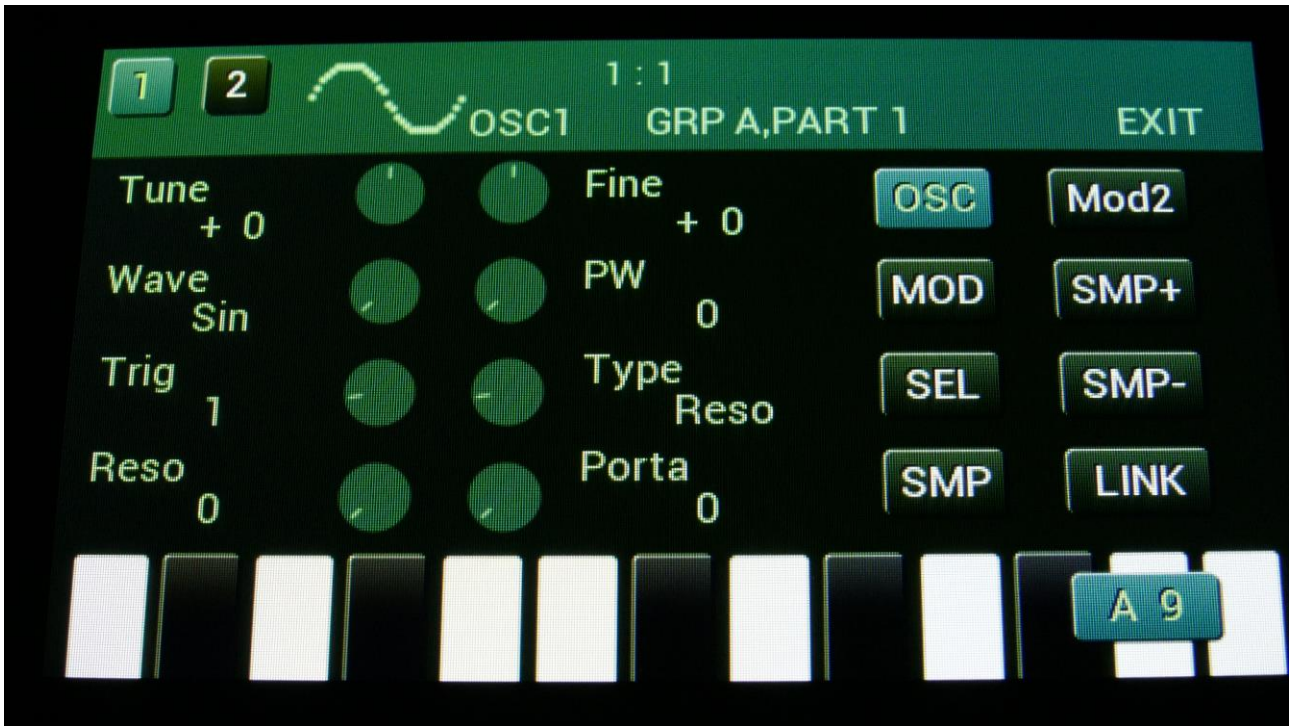 1 2 1 : 1
OSC1 GRP A,PART 1 EXIT
Tune Fine OSC Mod2
+ 0 + 0
Wave PW MOD SMP+
Sin 0
Trig Type SEL SMP-
1 Reso
Reso Porta SMP LINK
0 0
A 9